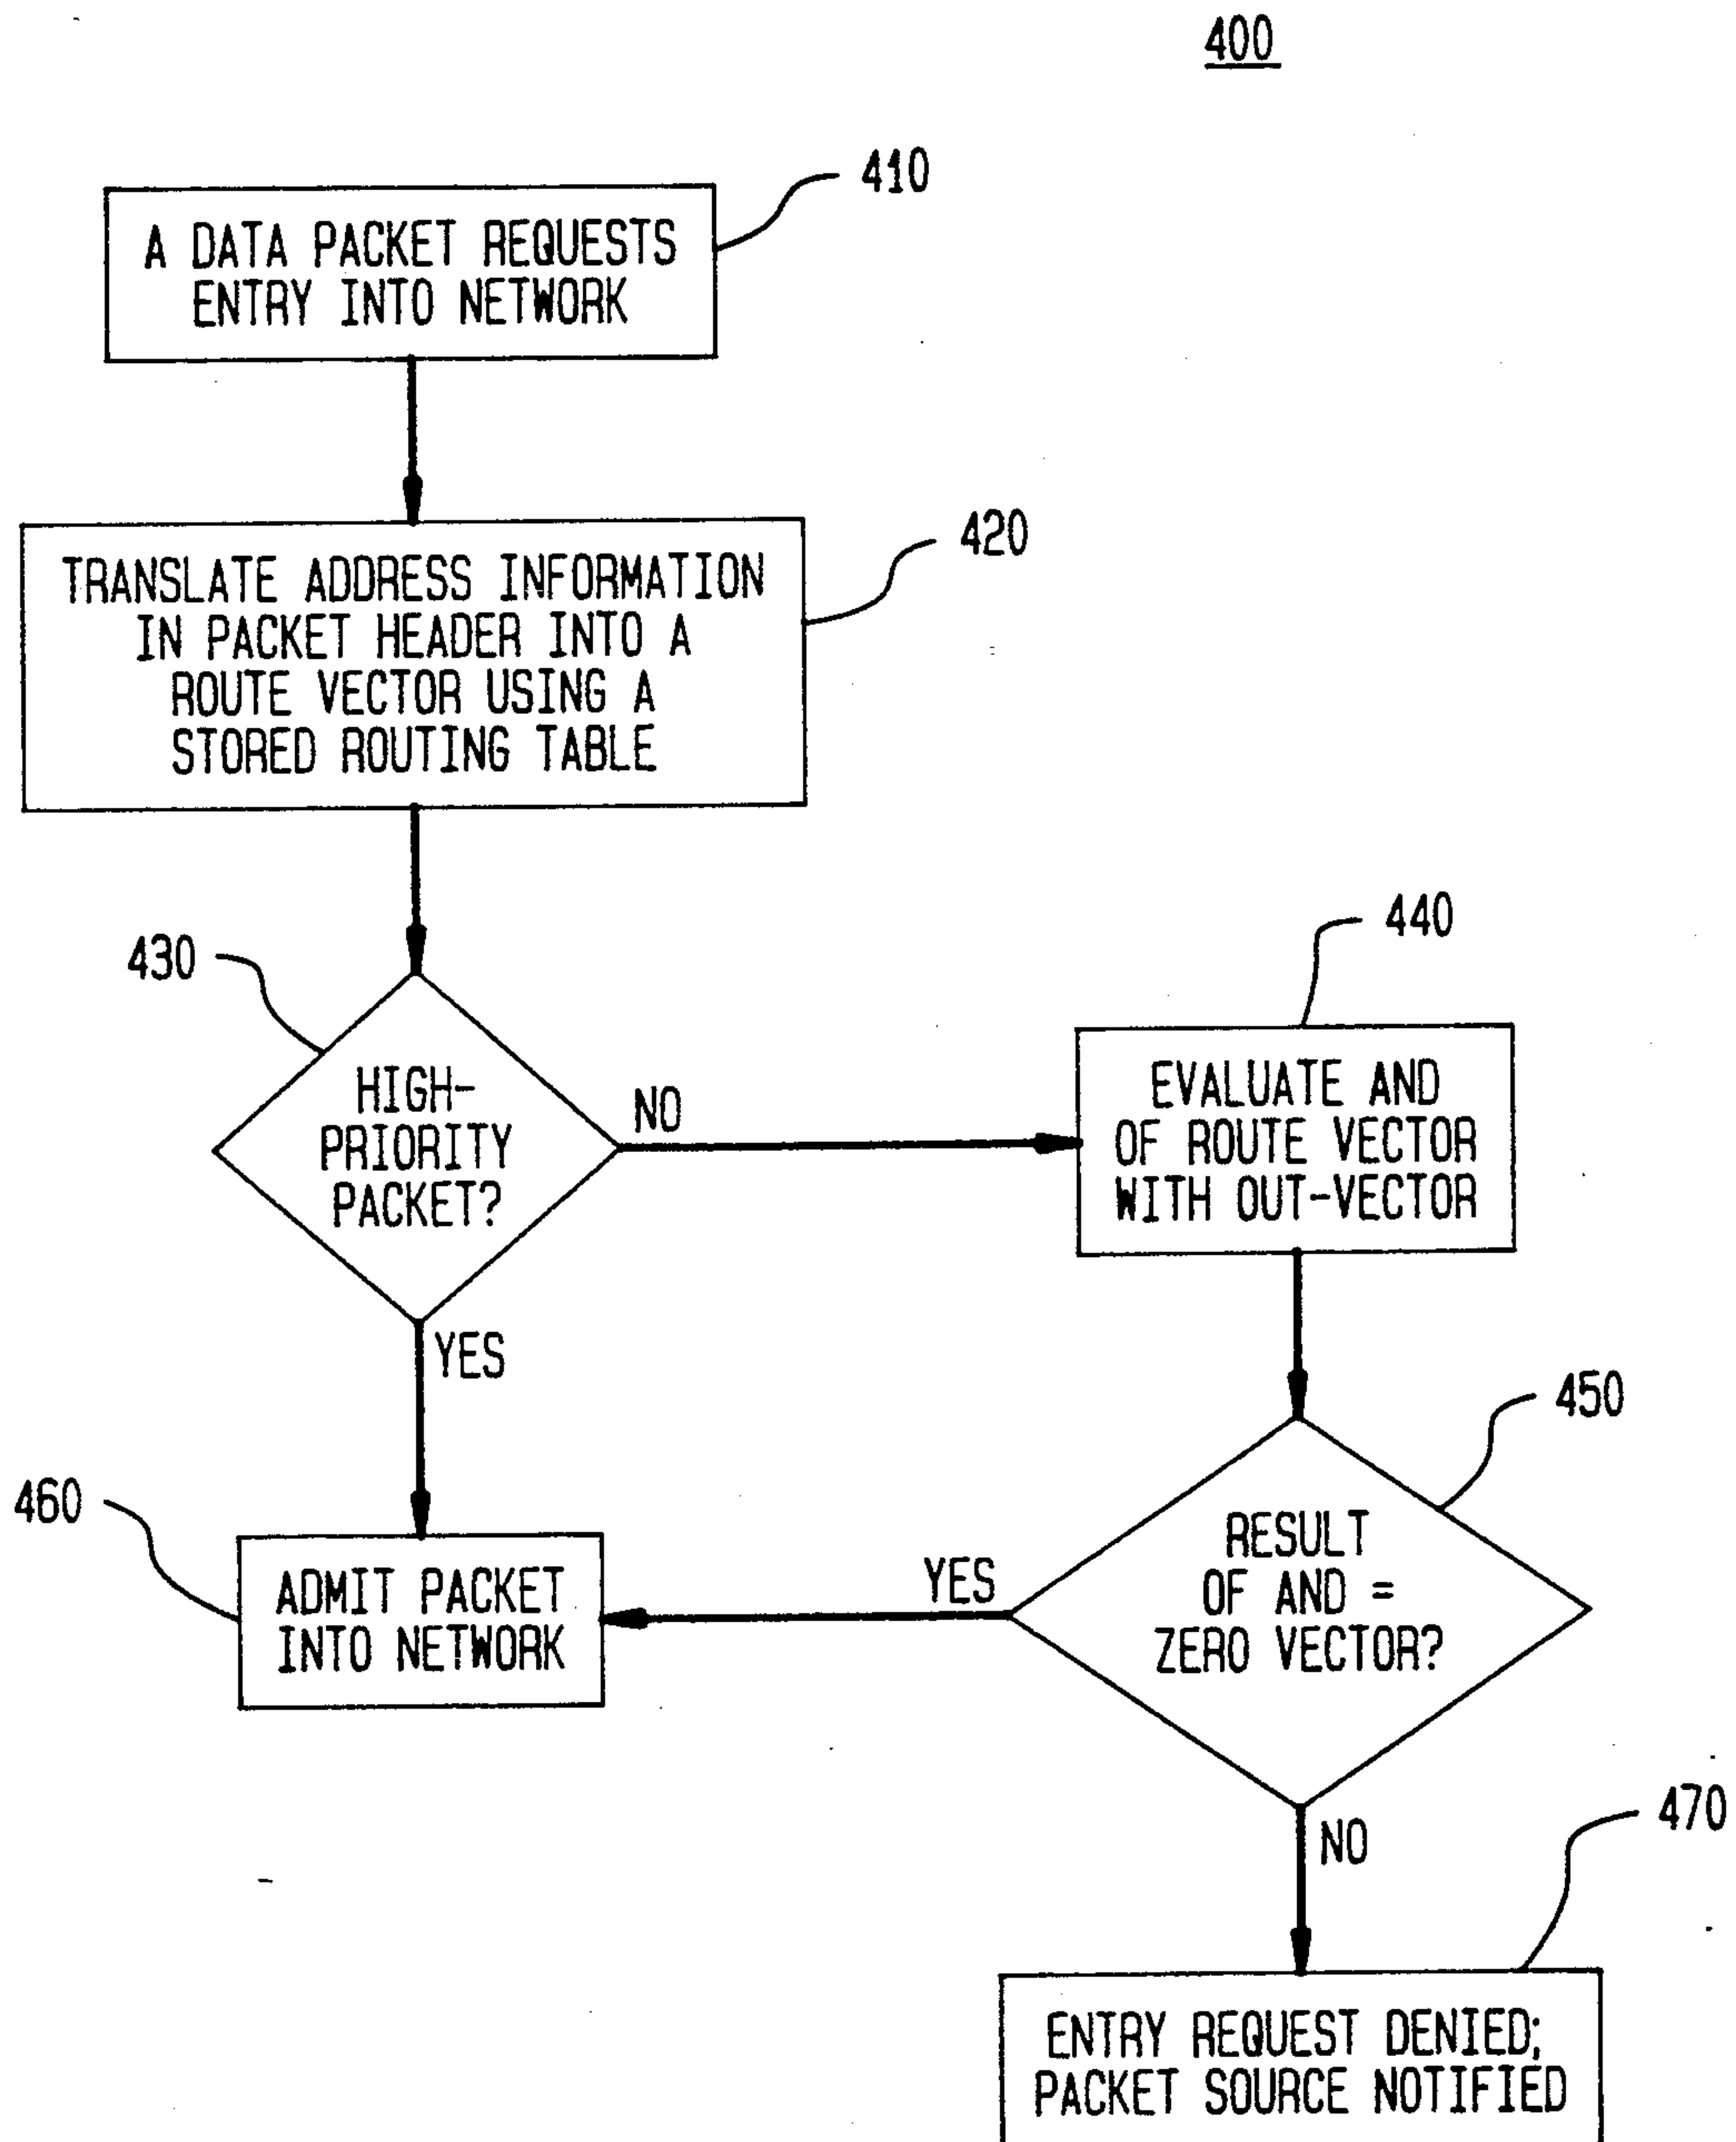 400
410
A DATA PACKET REQUESTS
ENTRY INTO NETWORK
420
TRANSLATE ADDRESS INFORMATION
IN PACKET HEADER INTO A
ROUTE VECTOR USING A
STORED ROUTING TABLE
430
HIGH-
PRIORITY
PACKET?
NO
YES
440
EVALUATE AND
OF ROUTE VECTOR
WITH OUT-VECTOR
450
RESULT
OF AND =
ZERO VECTOR?
YES
NO
460
ADMIT PACKET
INTO NETWORK
470
ENTRY REQUEST DENIED;
PACKET SOURCE NOTIFIED